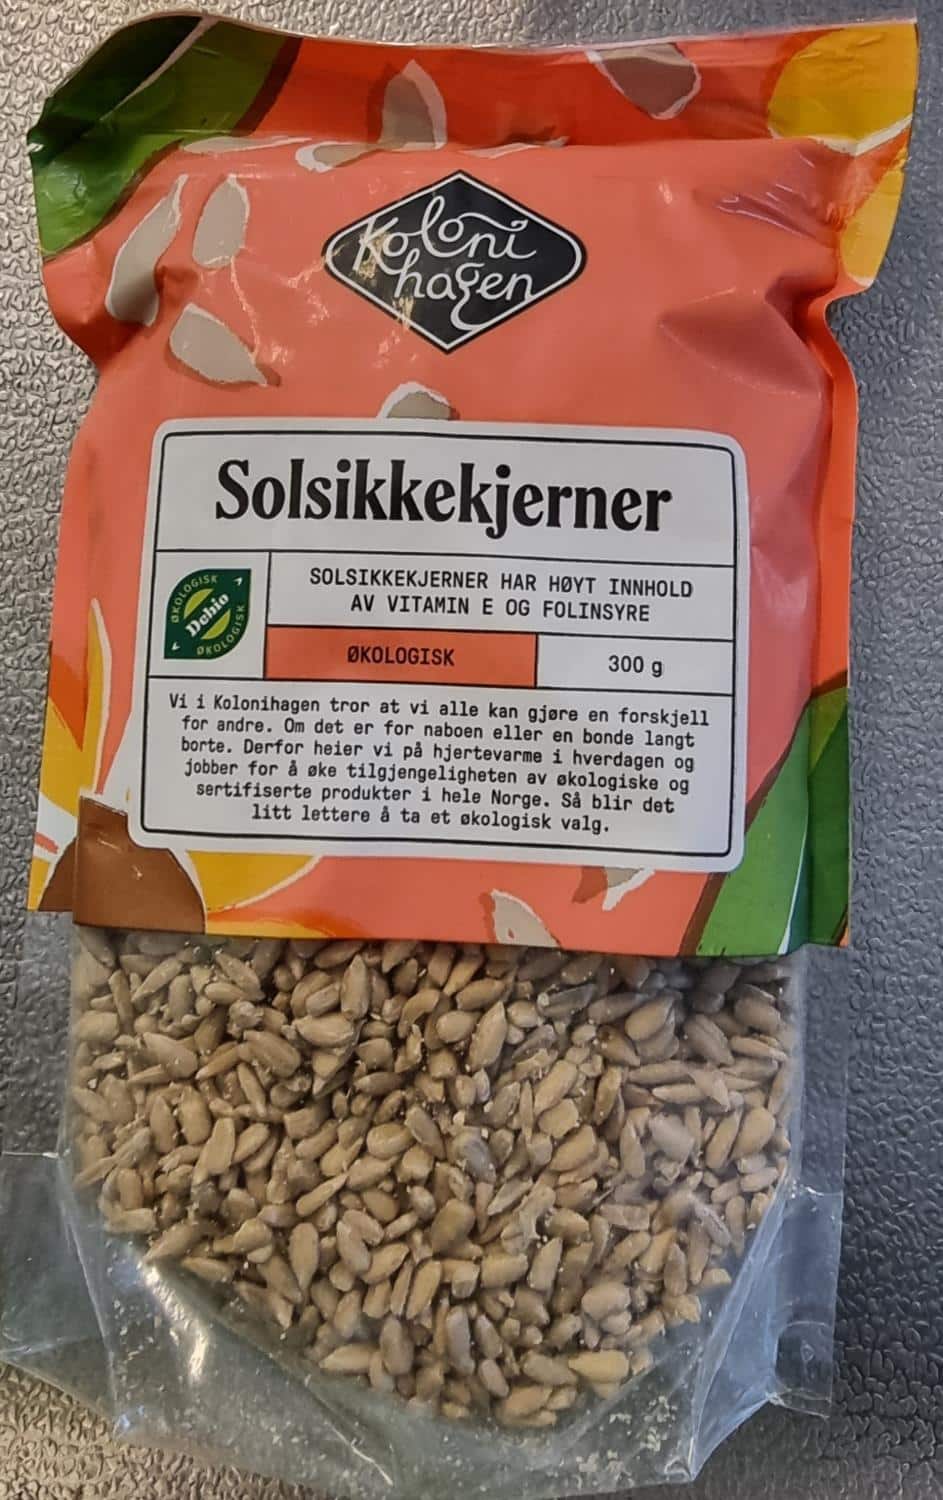 Koloni
hagen
Solsikkekjerner
ØKOLOGISK
Debio
ØKOLOGISK
SOLSIKKEKJERNER HAR HØYT INNHOLD
AV VITAMIN E OG FOLINSYRE
ØKOLOGISK
300 g
Vi i Kolonihagen tror at vi alle kan gjøre en forskjell
for andre. Om det er for naboen eller en bonde langt
borte. Derfor heier vi på hjertevarme i hverdagen og
jobber for å øke tilgjengeligheten av økologiske og
sertifiserte produkter i hele Norge. Så blir det
litt lettere å ta et økologisk valg.